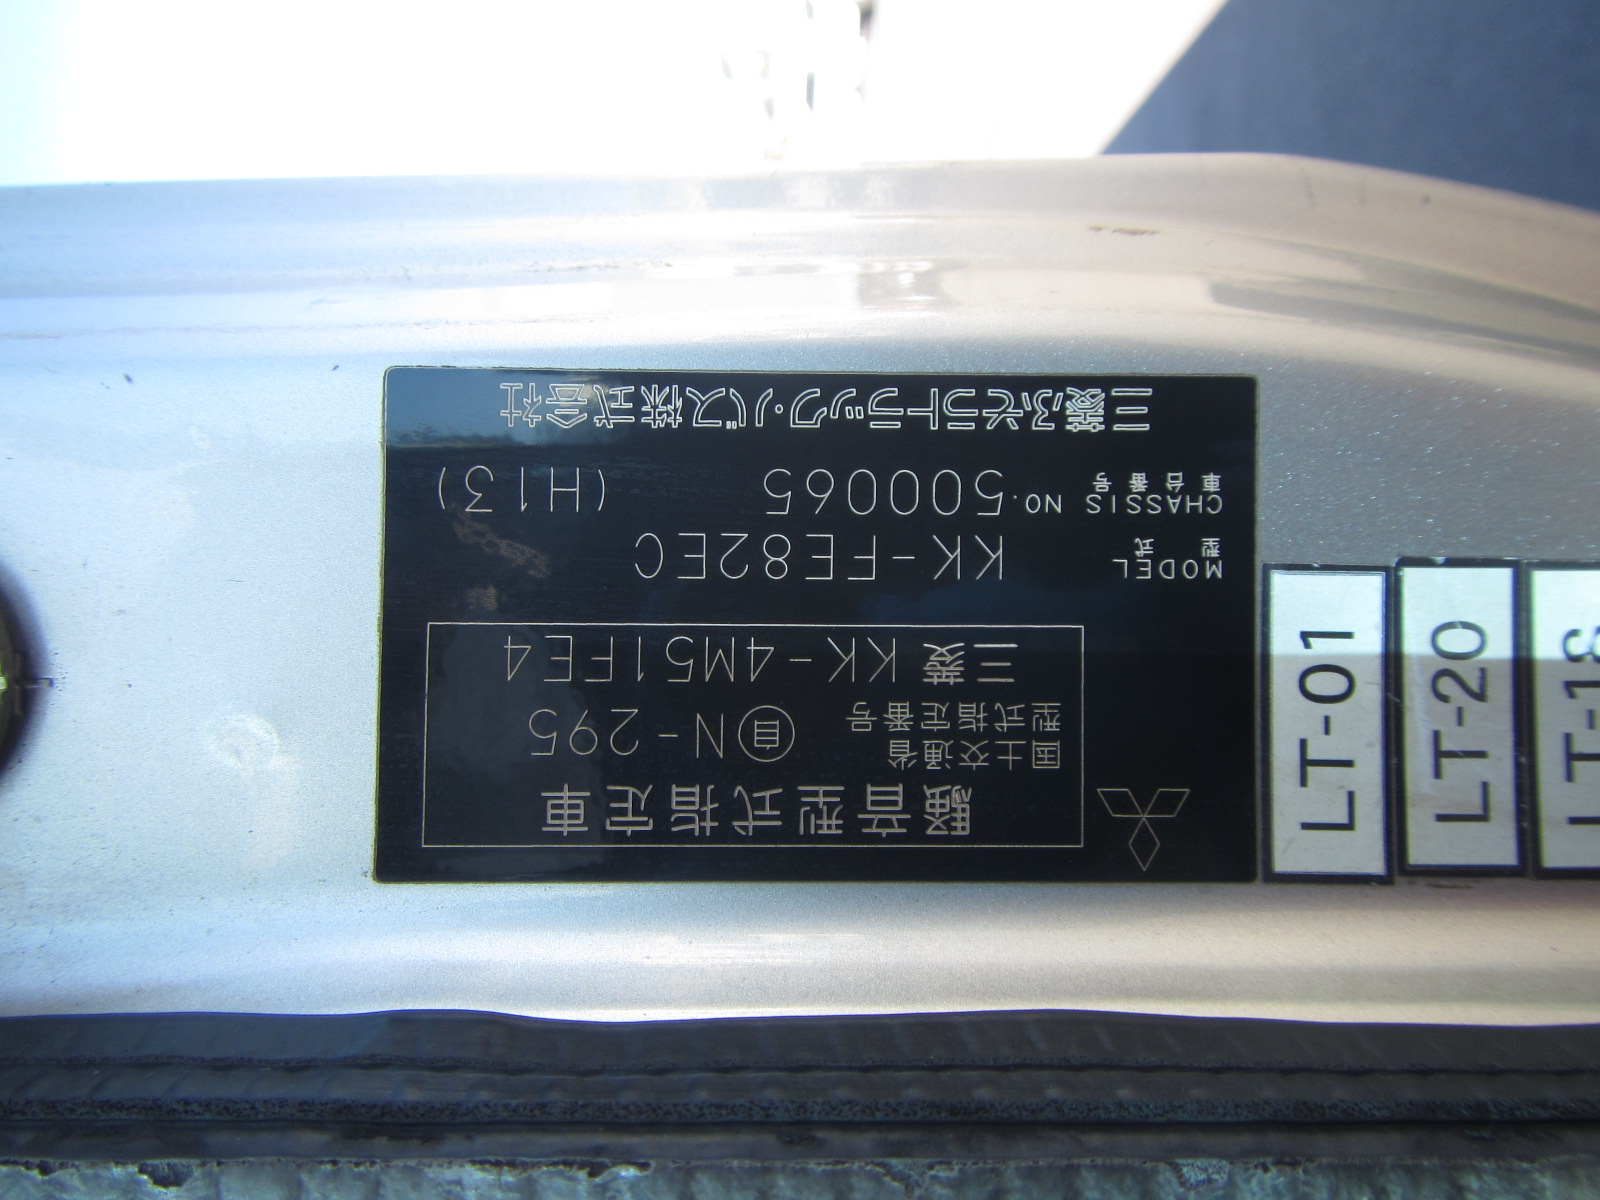 騒音型式指定車
国土交通省
型式指定番号 ㊀N-295
三菱 KK-4M51FE4
MODEL KK-FE82EC
型式
CHASSIS NO. 500065 (H13)
車台番号
三菱ふそうトラック・バス株式会社
LT-01
LT-20